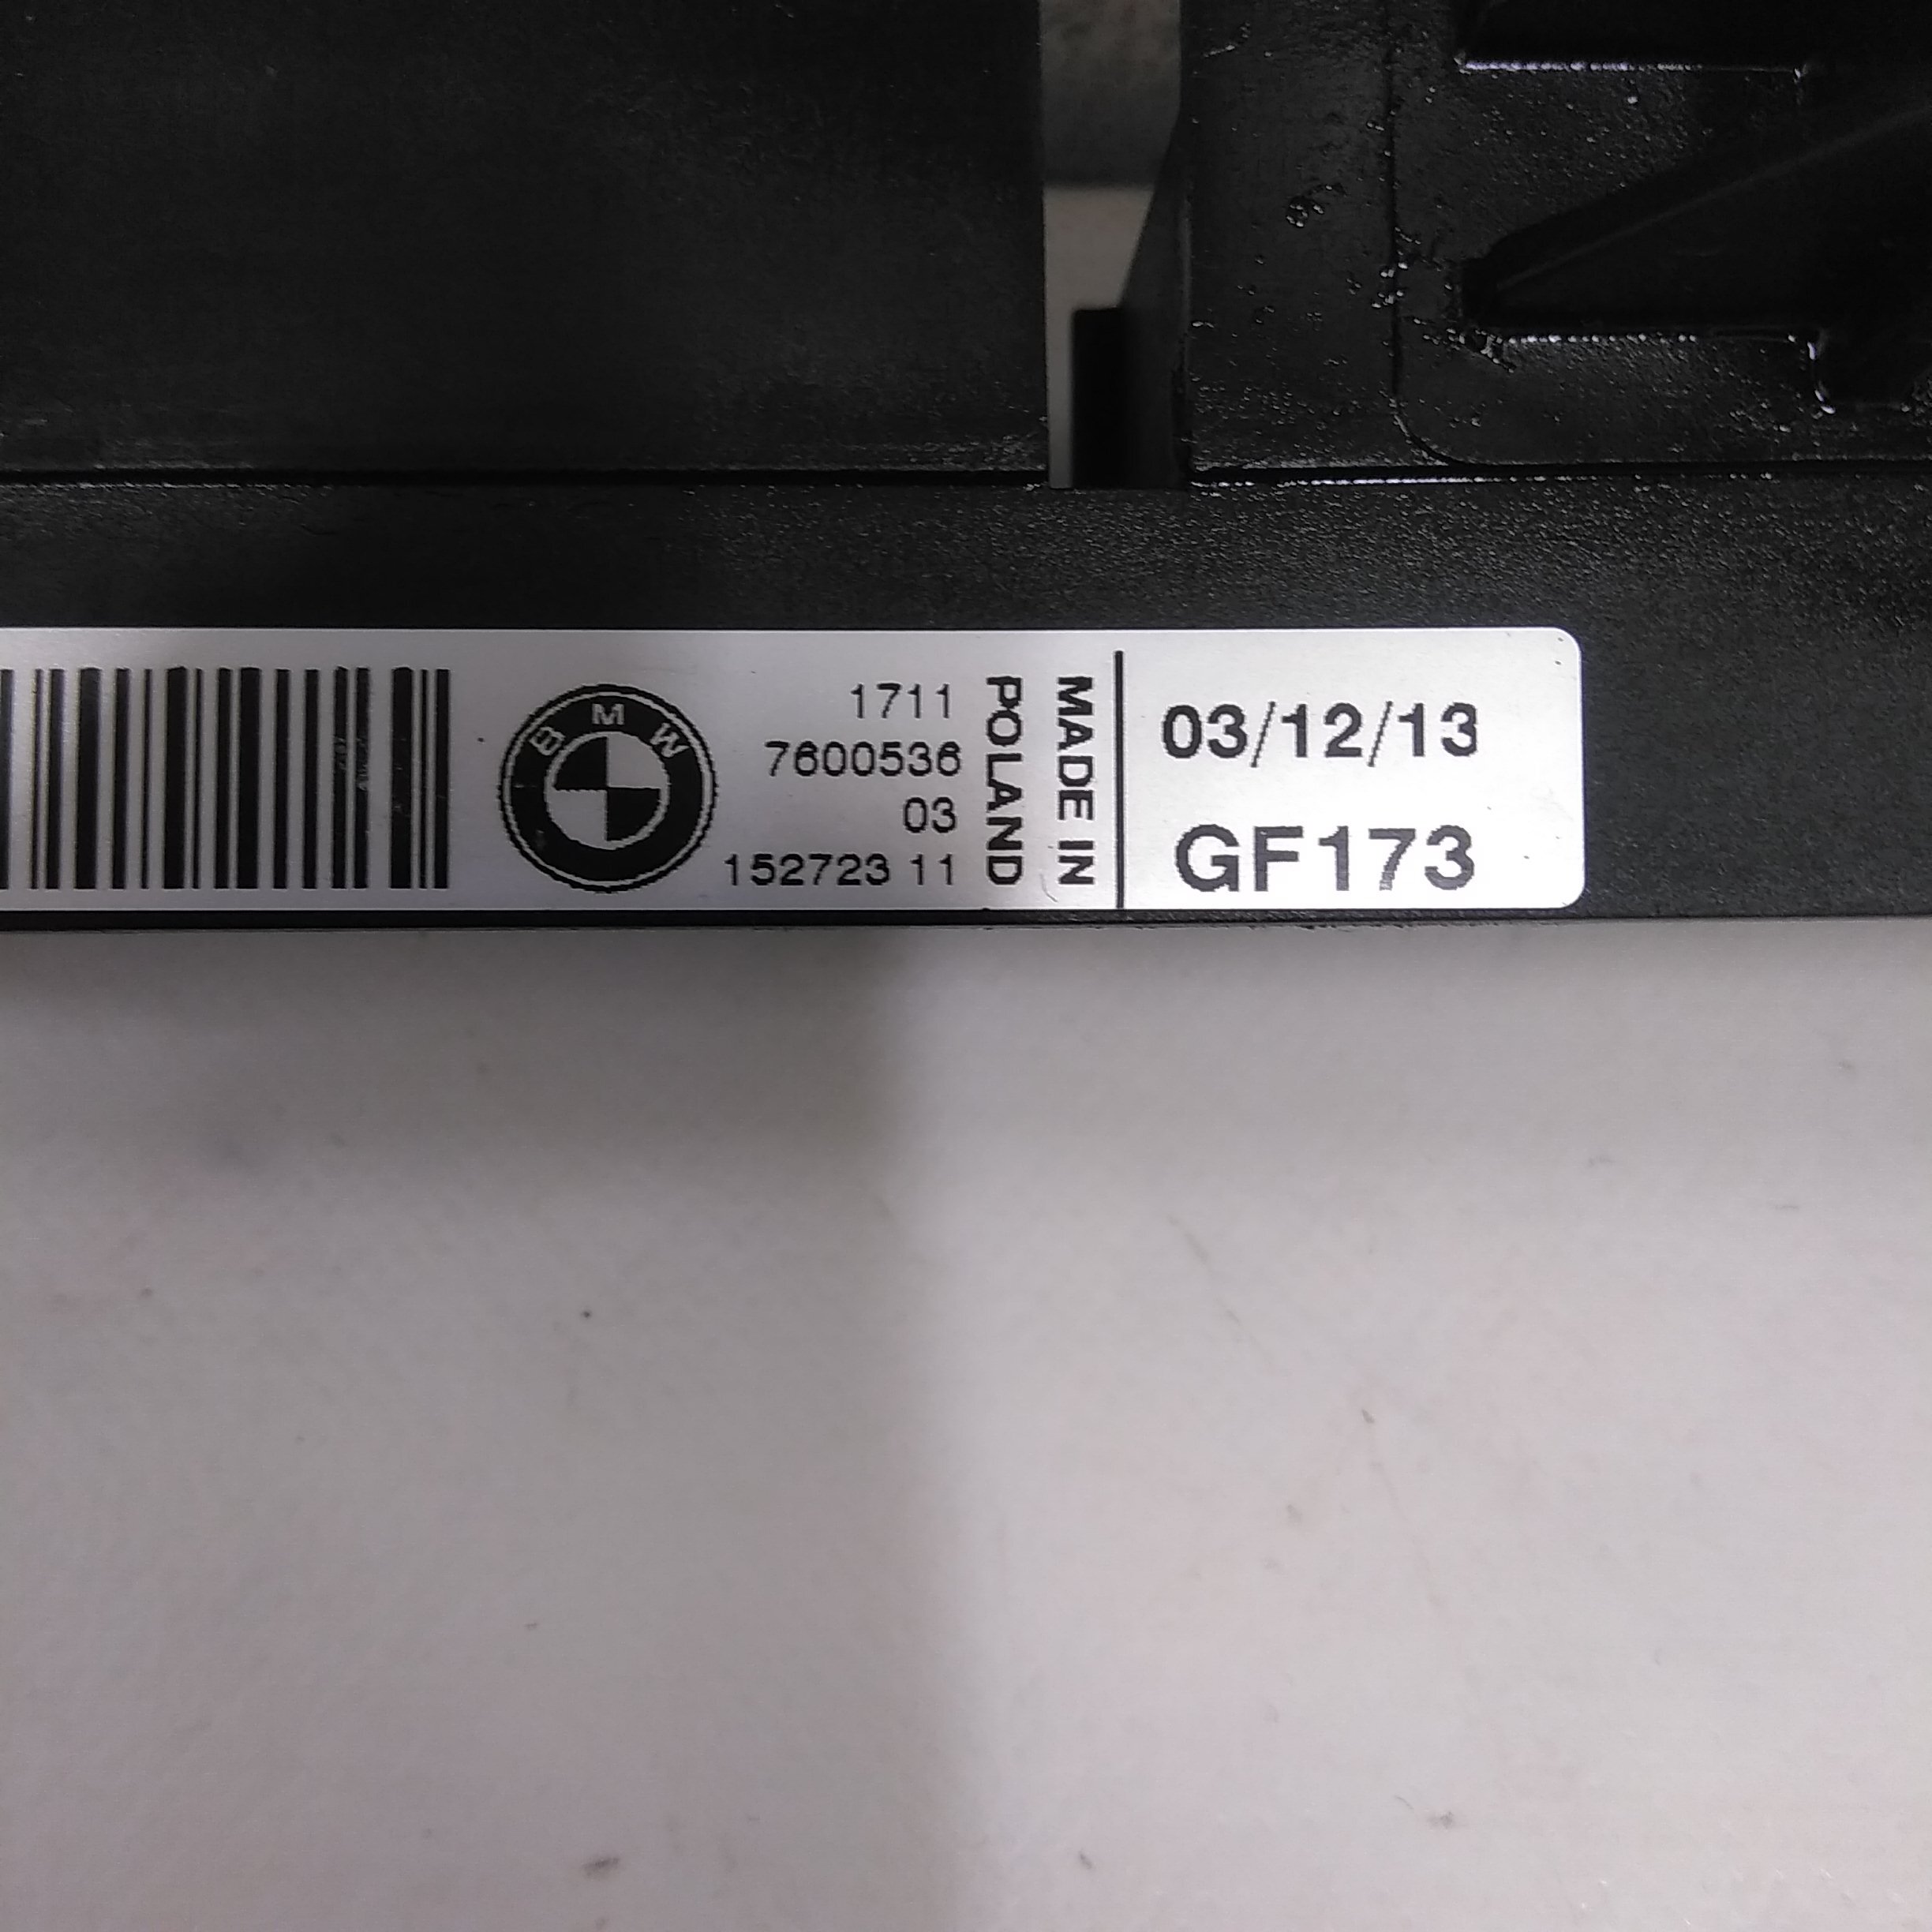 BMW
1711
7600536
03
152723 11
MADE IN
POLAND
03/12/13
GF173